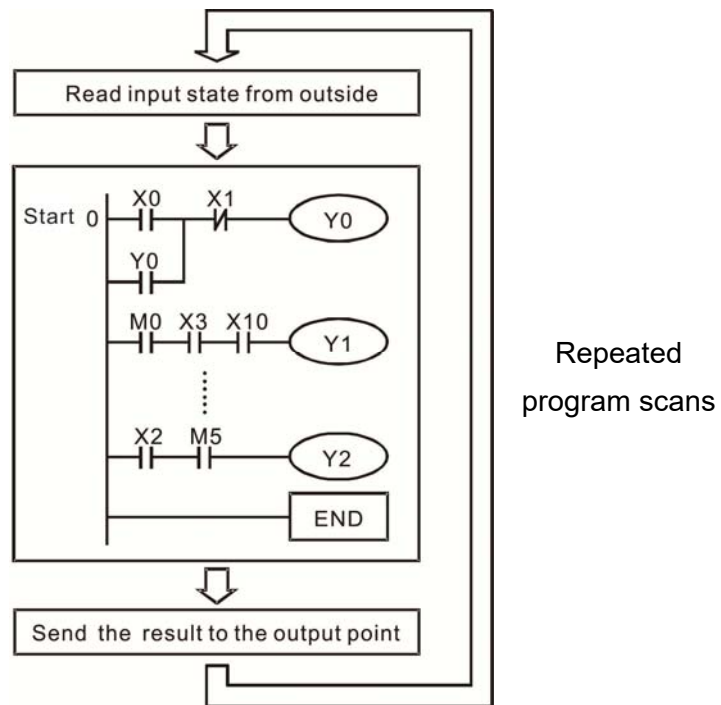 Read input state from outside
X0 X1
Start 0
Y0
Y0
M0 X3 X10
Y1
X2 M5
Y2
END
Send the result to the output point
Repeated
program scans